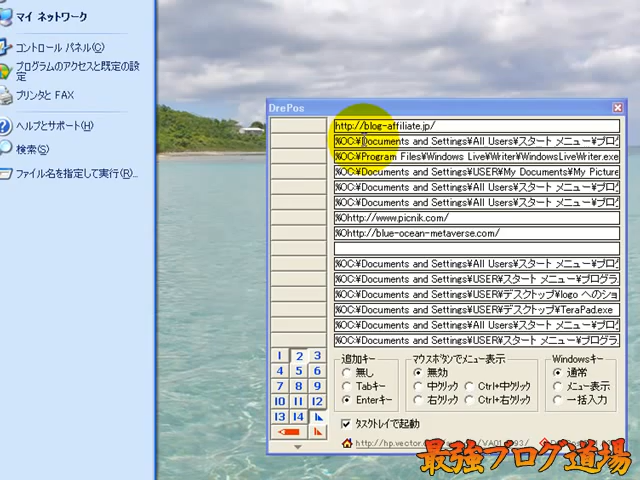 マイ ネットワーク
コントロール パネル(C)
プログラムのアクセスと既定の設
定
プリンタと FAX
ヘルプとサポート(H)
検索(S)
ファイル名を指定して実行(R)...
DrePos
http://blog-affiliate.jp/
%OC:¥Documents and Settings¥All Users¥スタート メニュー¥プログ
%OC:¥Program Files¥Windows Live¥Writer¥WindowsLiveWriter.exe
%OC:¥Documents and Settings¥USER¥My Documents¥My Picture
%OC:¥Documents and Settings¥All Users¥スタート メニュー¥プログ
%OC:¥Documents and Settings¥All Users¥スタート メニュー¥プログ
%Ohttp://www.picnik.com/
%Ohttp://blue-ocean-metaverse.com/
%OC:¥Documents and Settings¥All Users¥スタート メニュー¥プログ
%OC:¥Documents and Settings¥USER¥スタート メニュー¥プログラ
%OC:¥Documents and Settings¥USER¥デスクトップ¥logo へのショ
%OC:¥Documents and Settings¥USER¥デスクトップ¥TeraPad.exe
%OC:¥Documents and Settings¥All Users¥スタート メニュー¥プログ
%OC:¥Documents and Settings¥USER¥スタート メニュー¥プログラ
1 2 3
4 5 6
7 8 9
10 11 12
13 14
追加キー
無し
Tabキー
Enterキー
マウスボタンでメニュー表示
無効
中クリック Ctrl+中クリック
右クリック Ctrl+右クリック
Windowsキー
通常
メニュー表示
一括入力
タスクトレイで起動
http://hp.vector
最強ブログ道場